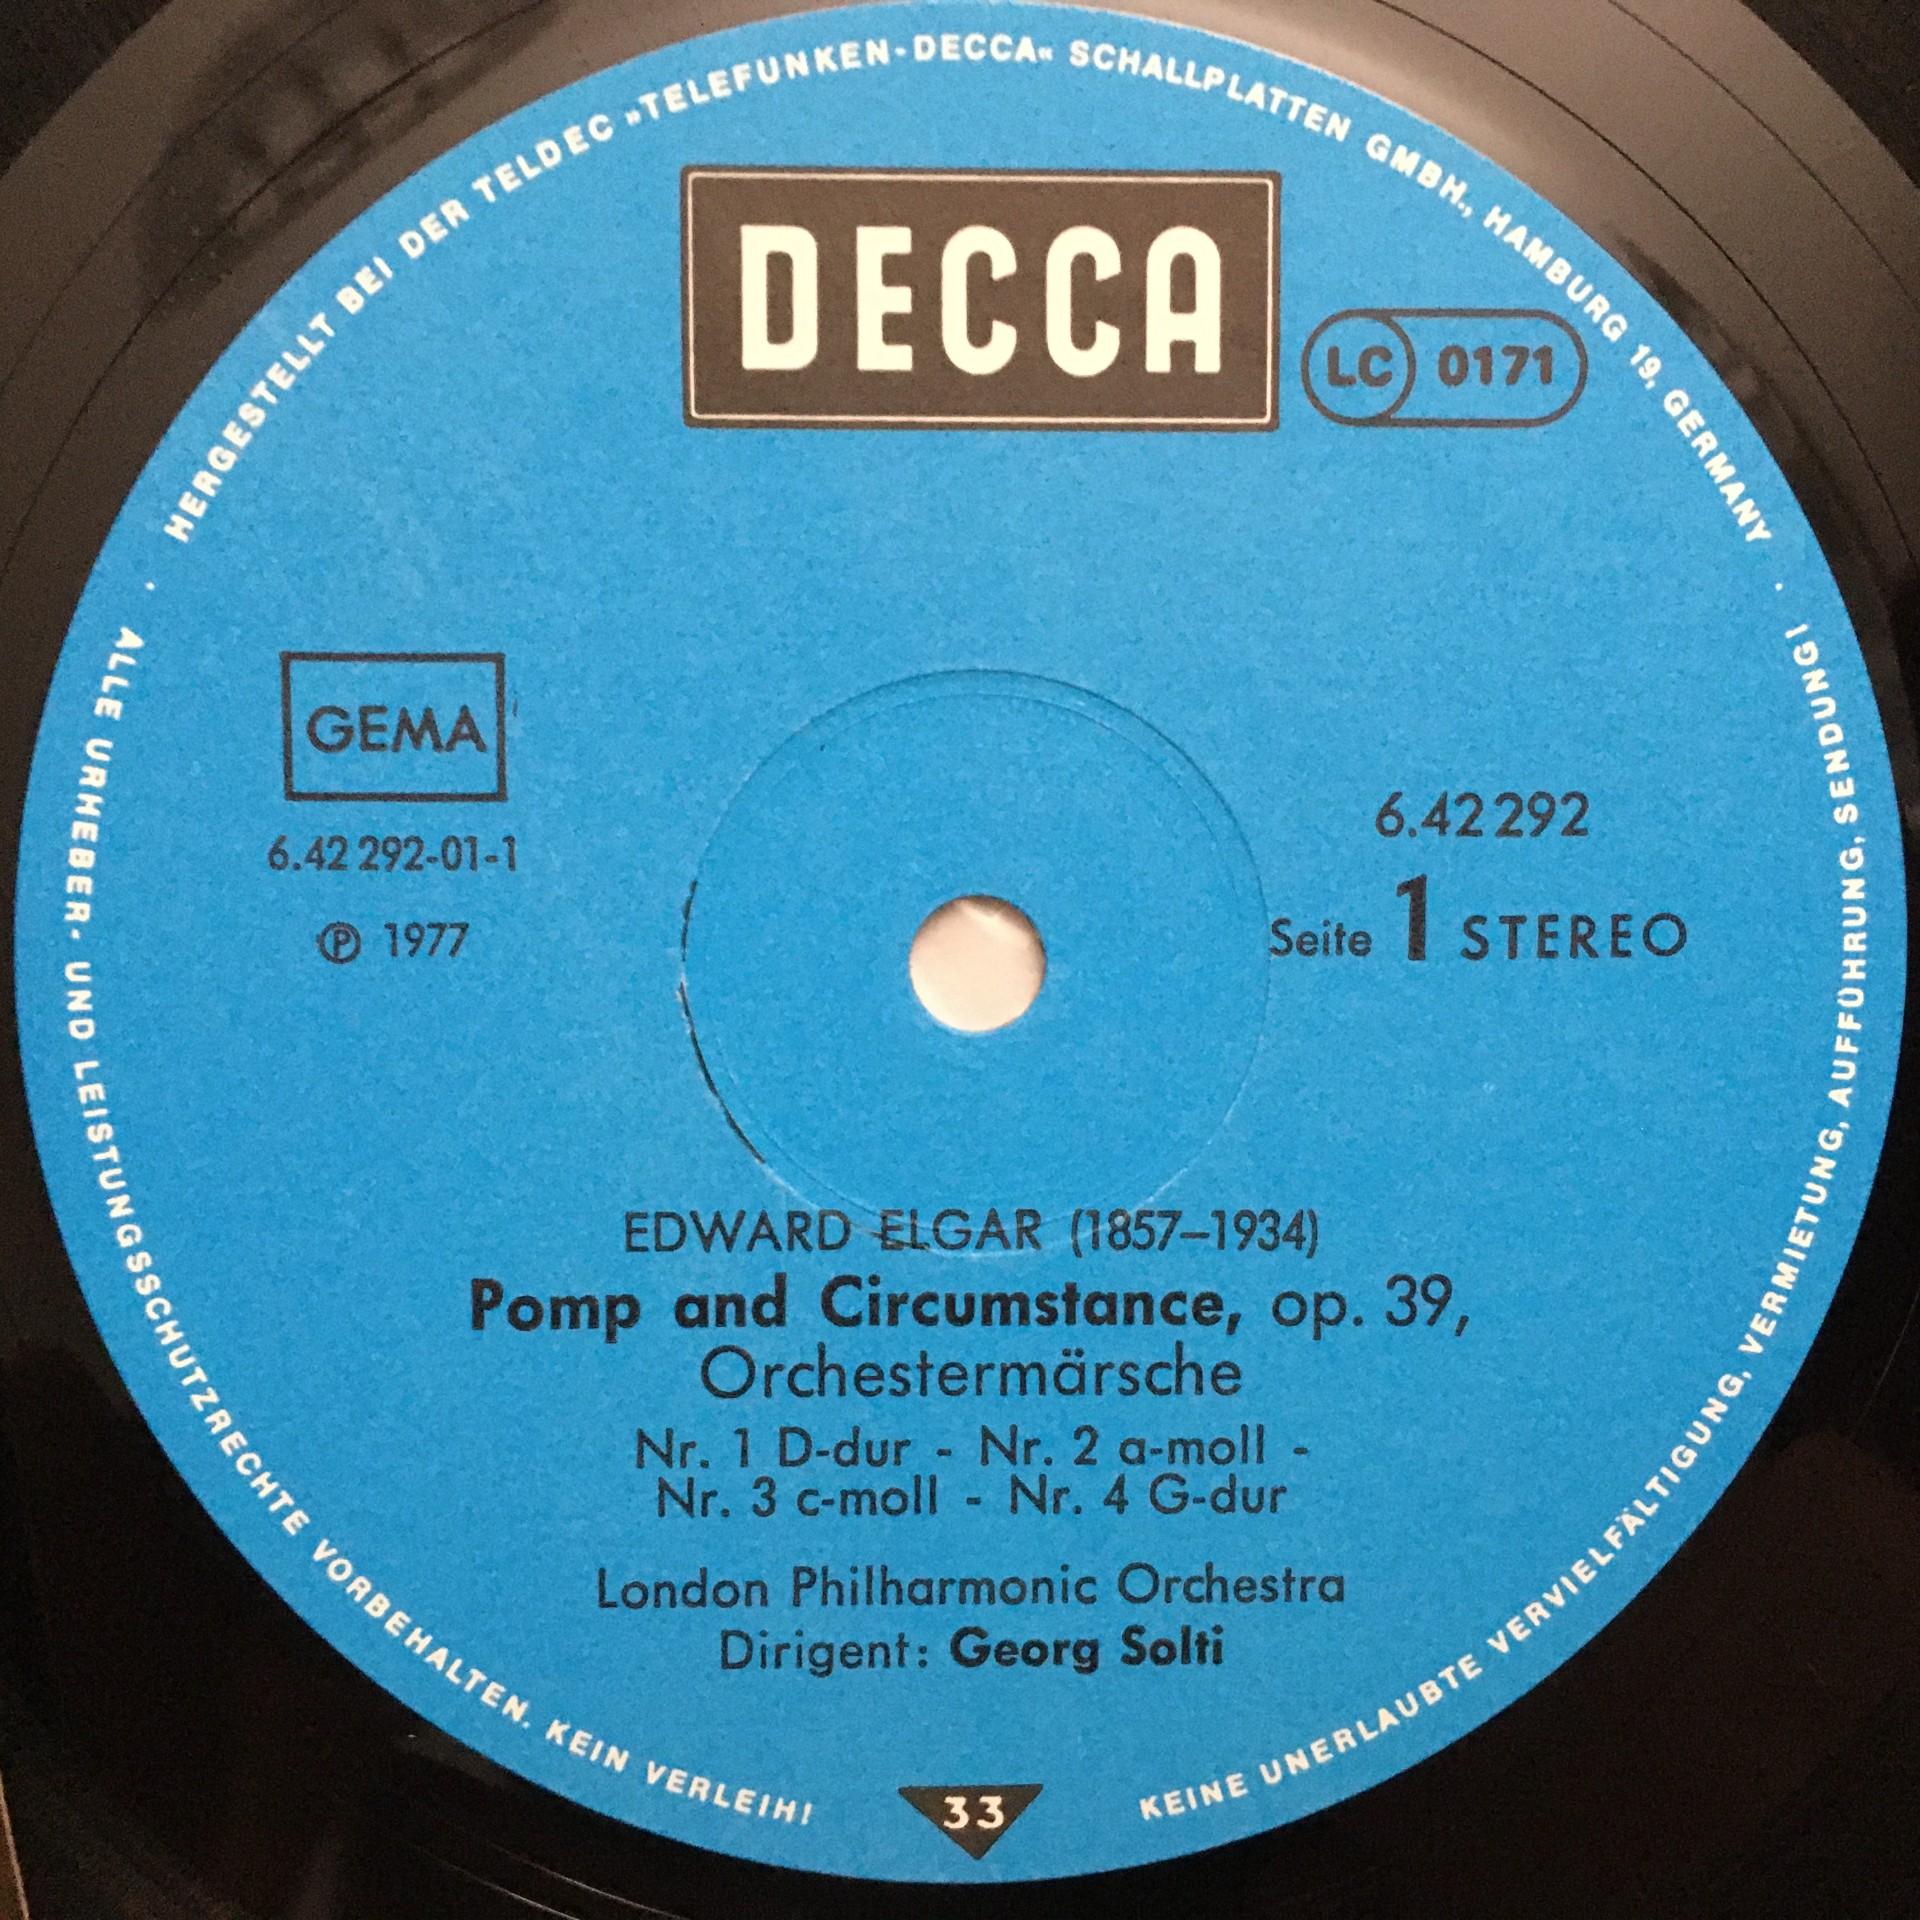 HERGESTELLT BEI DER TELDEC »TELEFUNKEN-DECCA« SCHALLPLATTEN GMBH., HAMBURG 19, GERMANY ·
DECCA
LC 0171
GEMA
6.42 292-01-1
℗ 1977
6.42 292
Seite 1 STEREO
EDWARD ELGAR (1857–1934)
Pomp and Circumstance, op. 39,
Orchestermärsche
Nr. 1 D-dur - Nr. 2 a-moll -
Nr. 3 c-moll - Nr. 4 G-dur
London Philharmonic Orchestra
Dirigent: Georg Solti
33
· ALLE URHEBER- UND LEISTUNGSSCHUTZRECHTE VORBEHALTEN. KEIN VERLEIH!
KEINE UNERLAUBTE VERVIELFÄLTIGUNG, VERMIETUNG, AUFFÜHRUNG, SENDUNG!